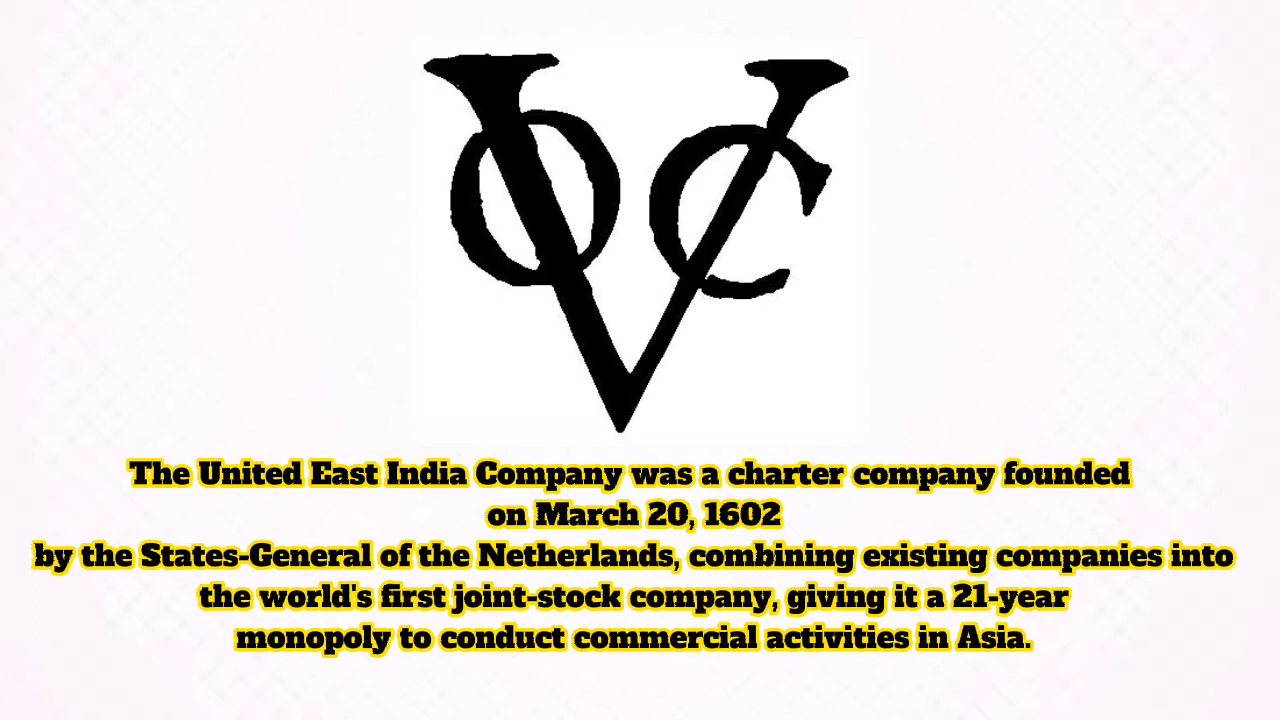 VOC
The United East India Company was a charter company founded
on March 20, 1602
by the States-General of the Netherlands, combining existing companies into
the world's first joint-stock company, giving it a 21-year
monopoly to conduct commercial activities in Asia.